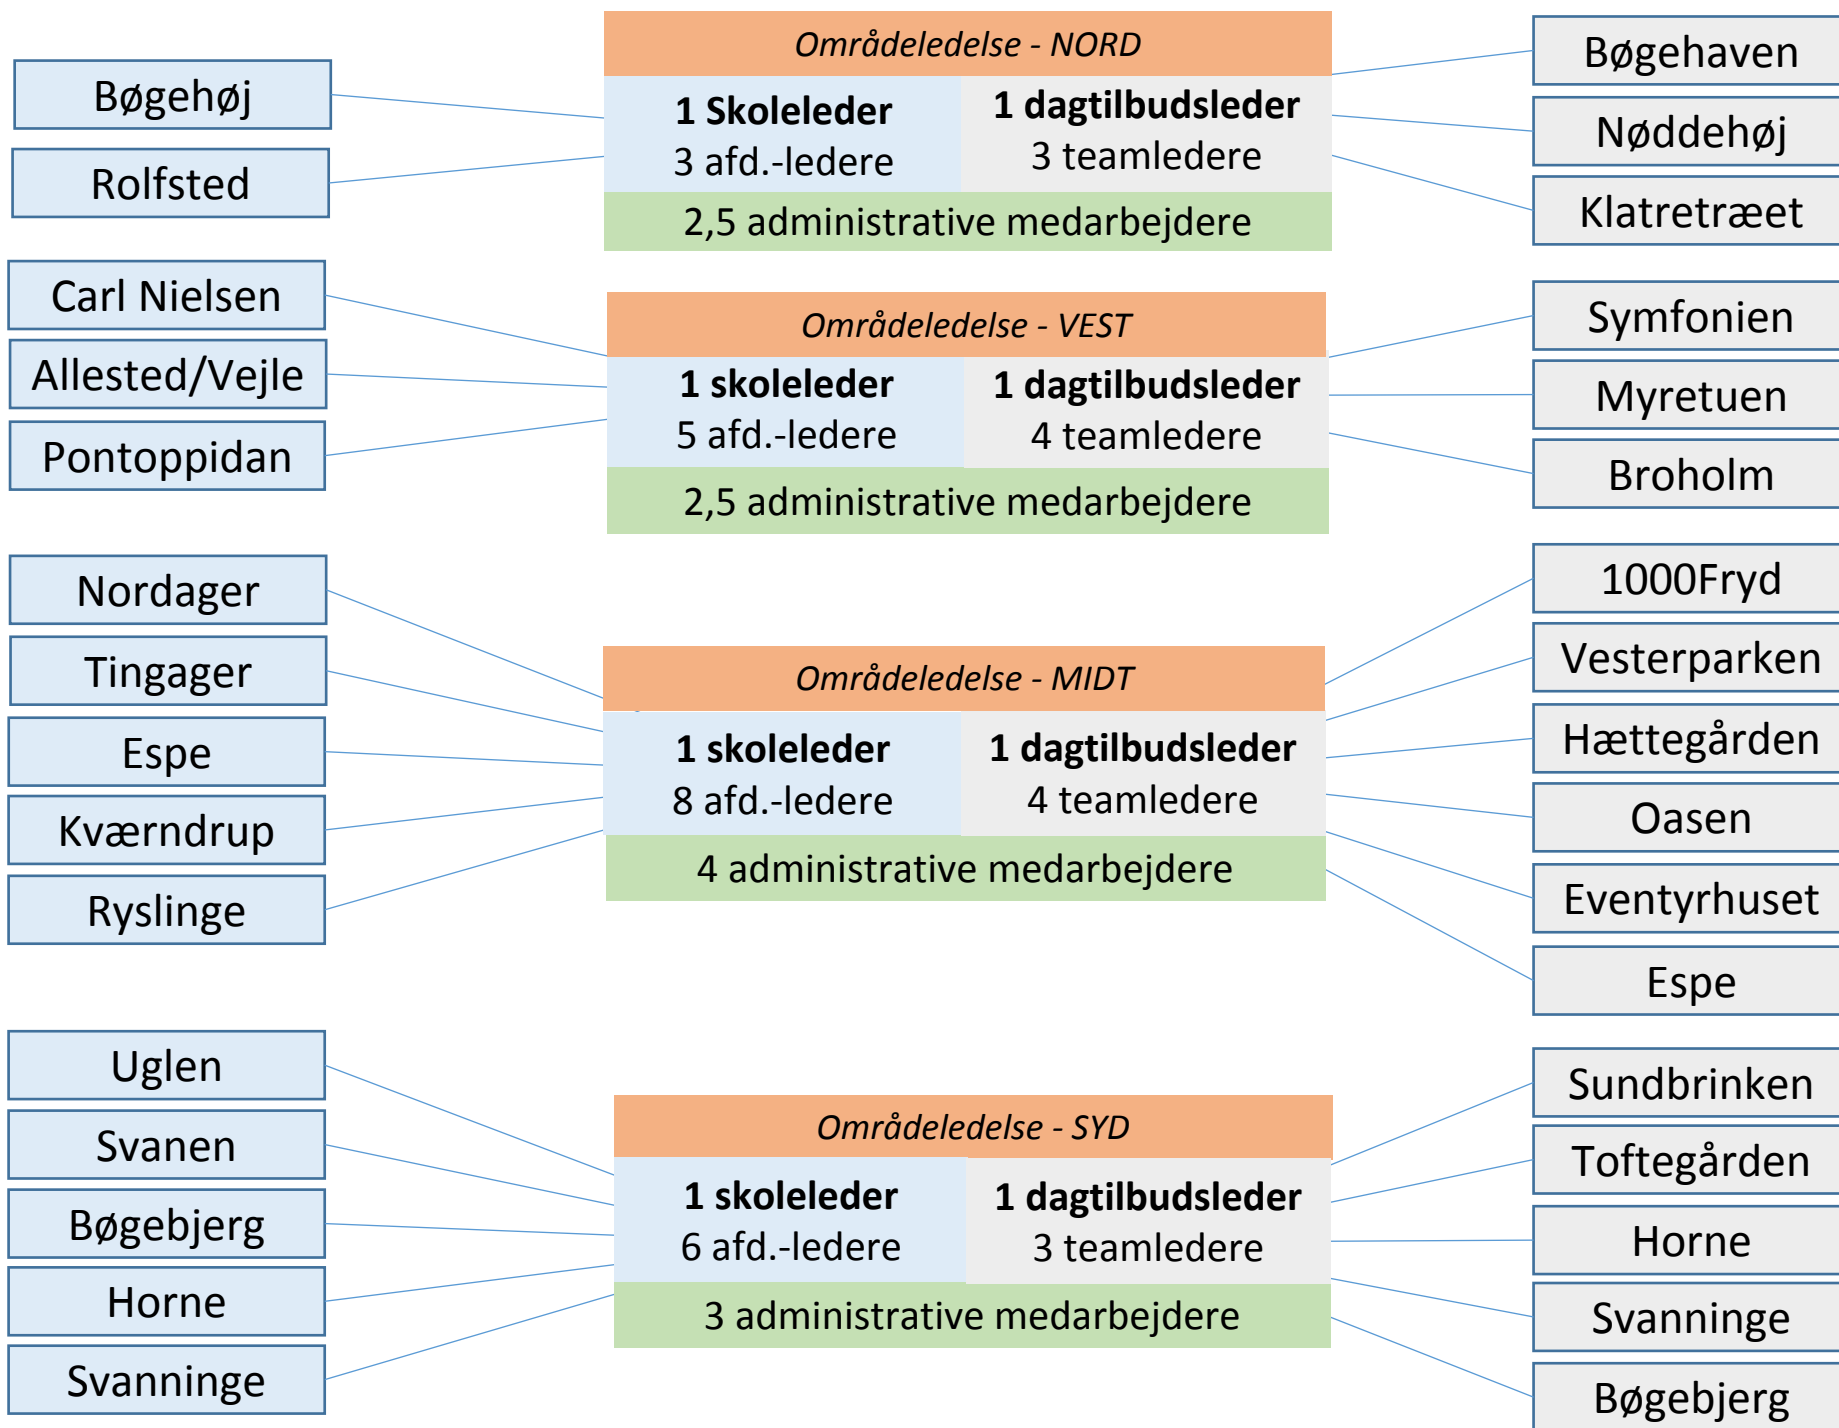 Områdeledelse - NORD
Bøgehøj
Rolfsted
1 Skoleleder
3 afd.-ledere
1 dagtilbudsleder
3 teamledere
2,5 administrative medarbejdere
Bøgehaven
Nøddehøj
Klatretræet
Carl Nielsen
Allested/Vejle
Pontoppidan
Områdeledelse - VEST
1 skoleleder
5 afd.-ledere
1 dagtilbudsleder
4 teamledere
2,5 administrative medarbejdere
Symfonien
Myretuen
Broholm
Nordager
Tingager
Espe
Kværndrup
Ryslinge
Områdeledelse - MIDT
1 skoleleder
8 afd.-ledere
1 dagtilbudsleder
4 teamledere
4 administrative medarbejdere
1000Fryd
Vesterparken
Hættegården
Oasen
Eventyrhuset
Espe
Uglen
Svanen
Bøgebjerg
Horne
Svanninge
Områdeledelse - SYD
1 skoleleder
6 afd.-ledere
1 dagtilbudsleder
3 teamledere
3 administrative medarbejdere
Sundbrinken
Toftegården
Horne
Svanninge
Bøgebjerg